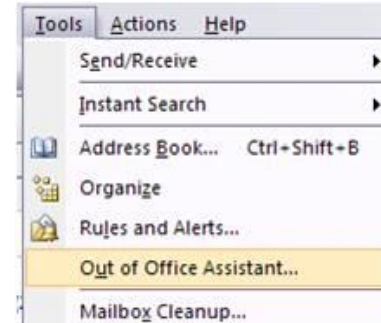 Tools Actions Help
Send/Receive
Instant Search
Address Book... Ctrl+Shift+B
Organize
Rules and Alerts...
Out of Office Assistant...
Mailbox Cleanup...